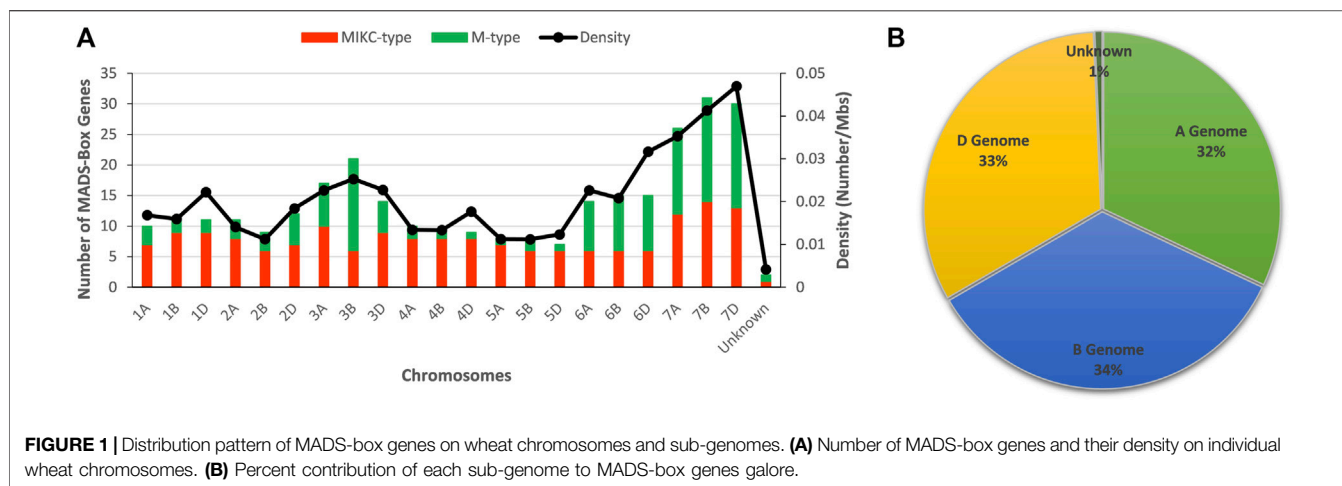 A
MIKC-type M-type Density
Number of MADS-Box Genes
35
30
25
20
15
10
5
0
0.05
0.04
0.03
0.02
0.01
0
Density (Number/Mbs)
1A 1B 1D 2A 2B 2D 3A 3B 3D 4A 4B 4D 5A 5B 5D 6A 6B 6D 7A 7B 7D Unknown
Chromosomes
B
Unknown
1%
A Genome
32%
D Genome
33%
B Genome
34%
FIGURE 1 | Distribution pattern of MADS-box genes on wheat chromosomes and sub-genomes. (A) Number of MADS-box genes and their density on individual
wheat chromosomes. (B) Percent contribution of each sub-genome to MADS-box genes galore.